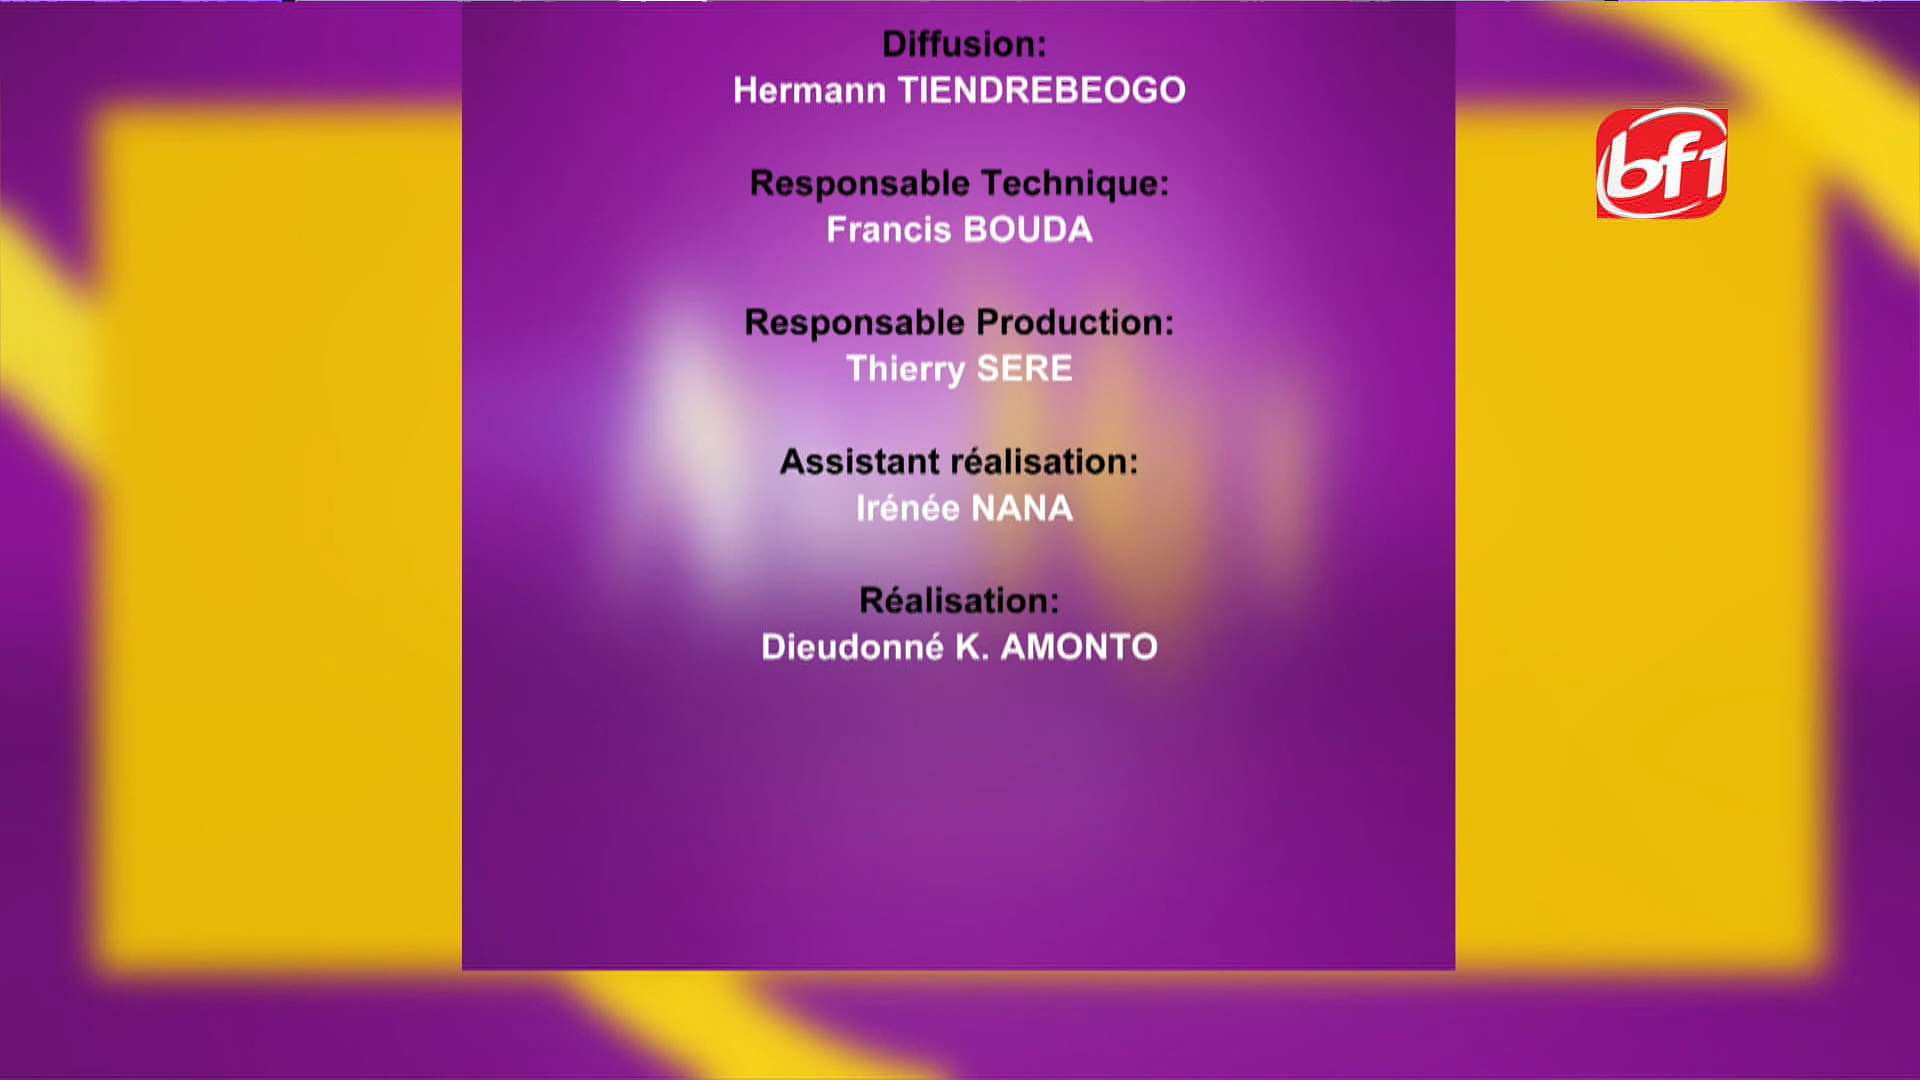 Diffusion:
Hermann TIENDREBEOGO
Responsable Technique:
Francis BOUDA
Responsable Production:
Thierry SERE
Assistant réalisation:
Irénée NANA
Réalisation:
Dieudonné K. AMONTO
bf1